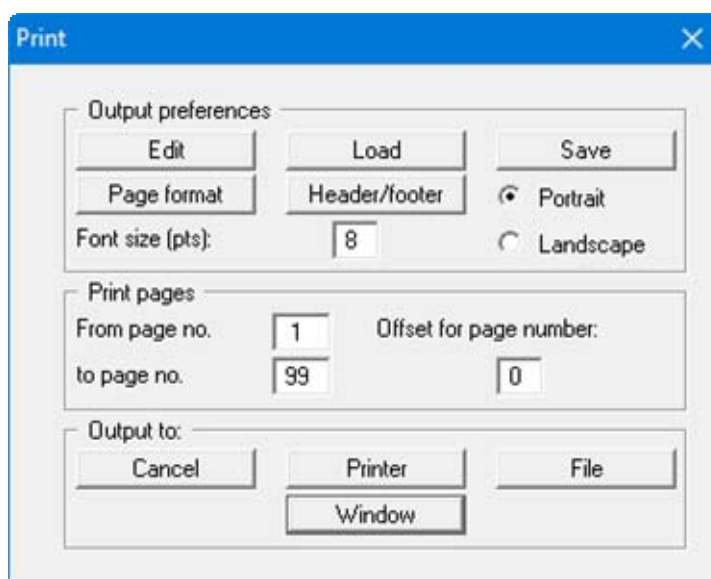 Print
Output preferences
Edit Load Save
Page format Header/footer Portrait
Font size (pts): 8 Landscape
Print pages
From page no. 1 Offset for page number:
to page no. 99 0
Output to:
Cancel Printer File
Window